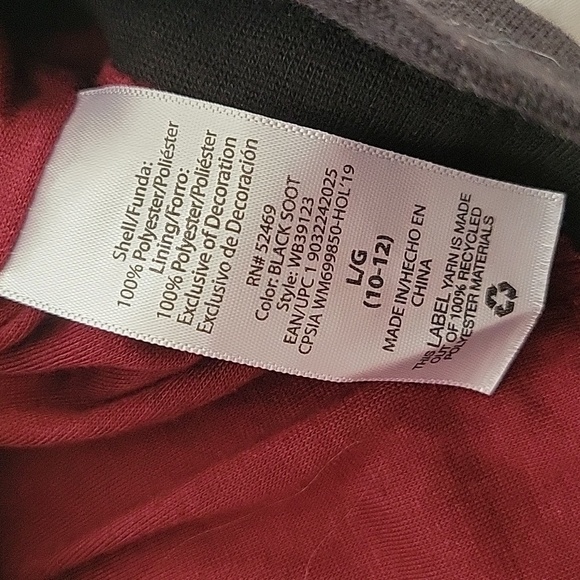 Shell/Funda:
100% Polyester/Poliéster
Lining/Forro:
100% Polyester/Poliéster
Exclusive of Decoration
Exclusivo de Decoración
RN# 52469
Color: BLACK SOOT
Style: WB39123
EAN/UPC 1 9032242025
CPSIA WM699850-HOL'19
L/G
(10-12)
MADE IN/HECHO EN
CHINA
THIS LABEL YARN IS MADE
OUT OF 100% RECYCLED
POLYESTER MATERIALS